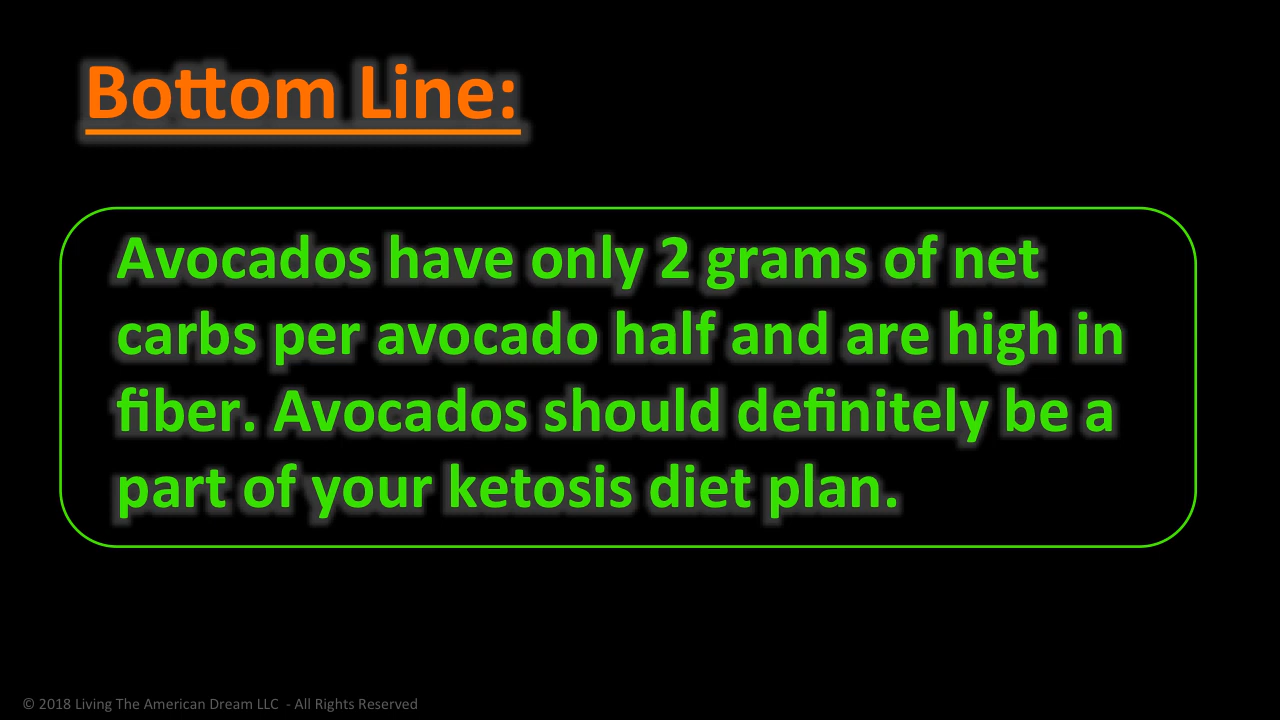 Bottom Line:
Avocados have only 2 grams of net
carbs per avocado half and are high in
fiber. Avocados should definitely be a
part of your ketosis diet plan.
© 2018 Living The American Dream LLC  - All Rights Reserved